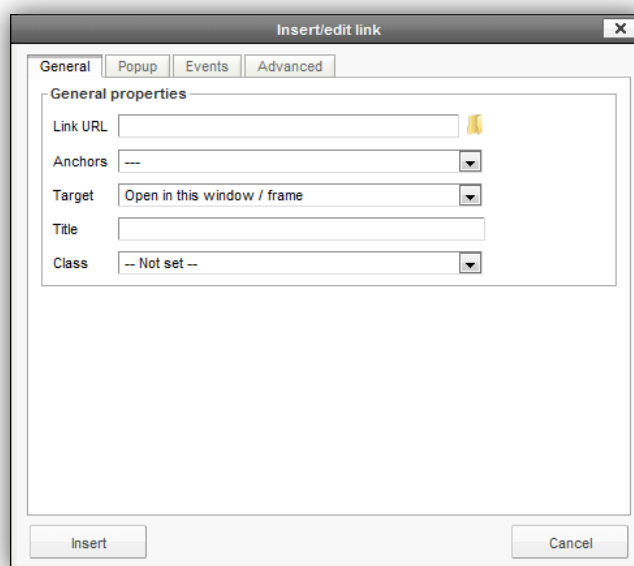 Insert/edit link
General Popup Events Advanced
General properties
Link URL
Anchors ---
Target Open in this window / frame
Title
Class -- Not set --
Insert Cancel